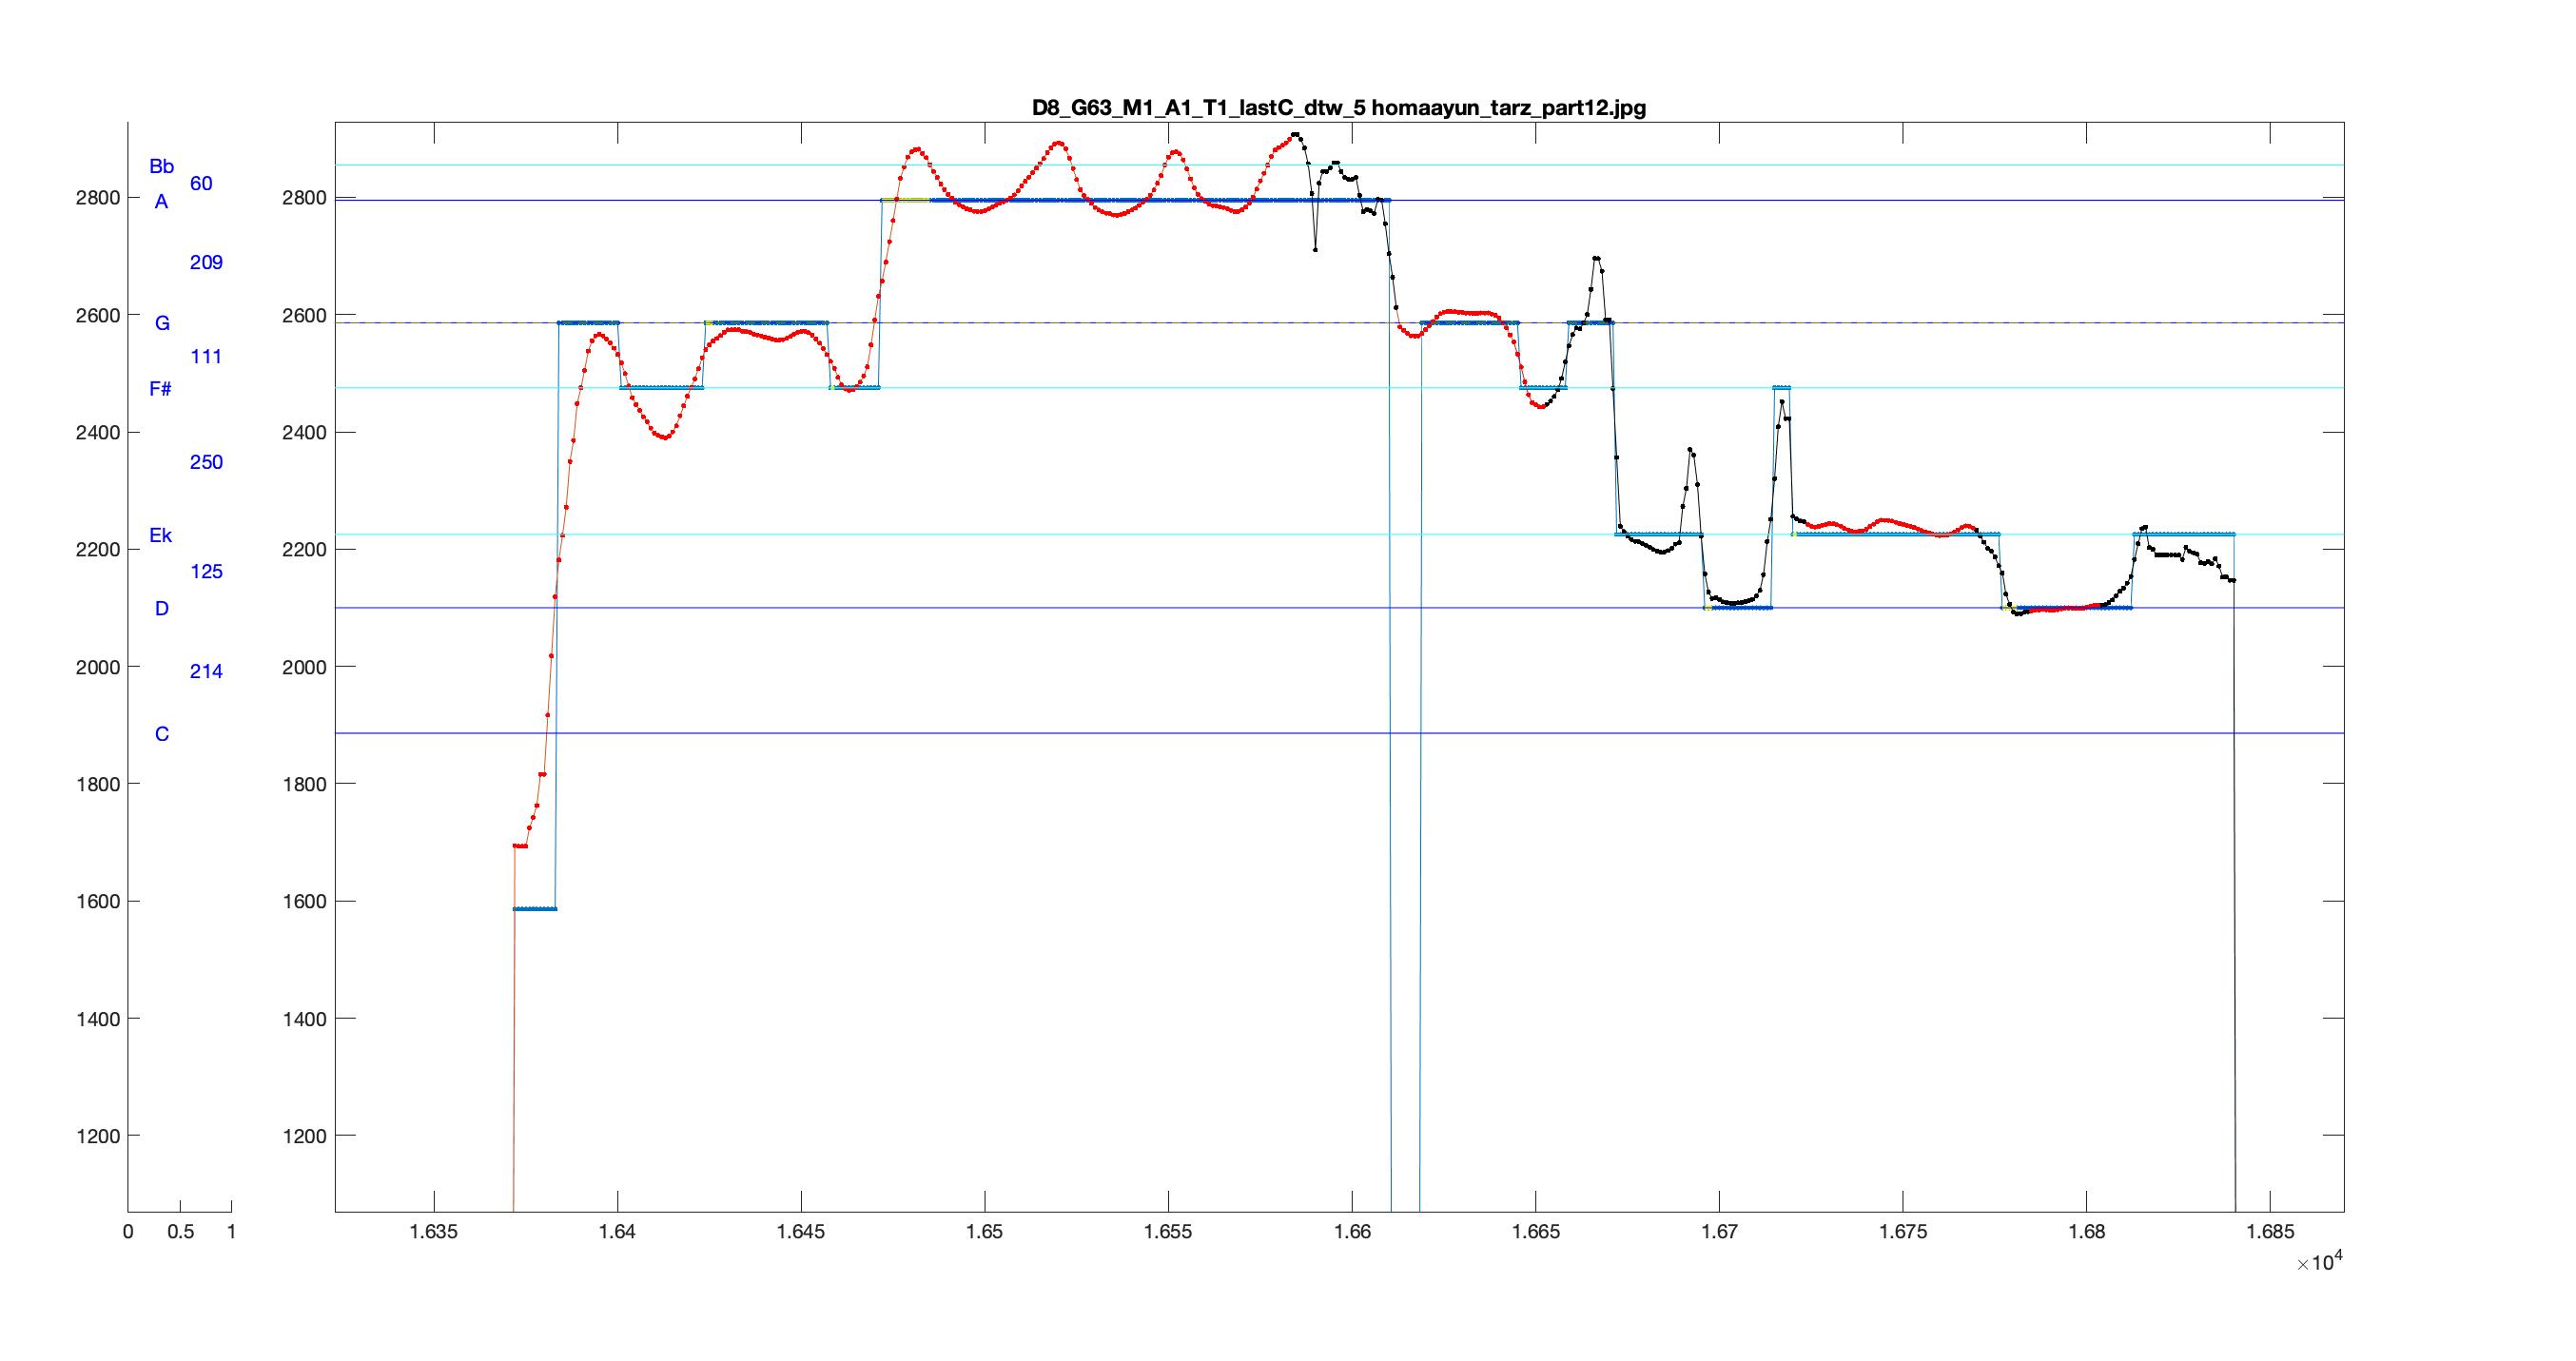 D8_G63_M1_A1_T1_lastC_dtw_5 homaayun_tarz_part12.jpg
Bb
60
2800 A 2800
209
2600 G 2600
111
F#
2400 2400
250
Ek
2200 2200
125
D
2000 214 2000
C
1800 1800
1600 1600
1400 1400
1200 1200
0 0.5 1 1.635 1.64 1.645 1.65 1.655 1.66 1.665 1.67 1.675 1.68 1.685
×10^4